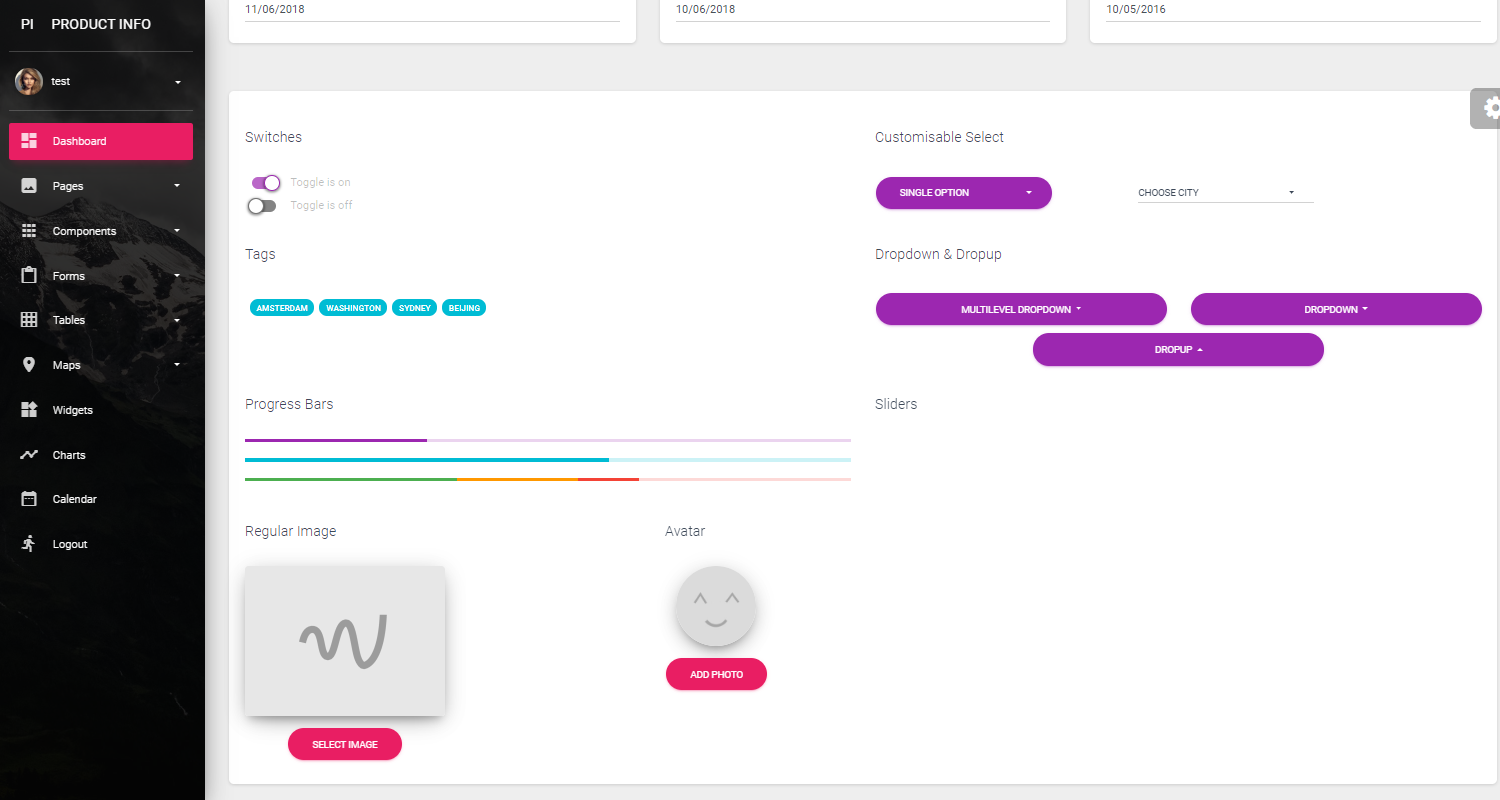 PI PRODUCT INFO
test
Dashboard
Pages
Components
Forms
Tables
Maps
Widgets
Charts
Calendar
Logout
11/06/2018 10/06/2018 10/05/2016
Switches
Toggle is on
Toggle is off
Customisable Select
SINGLE OPTION CHOOSE CITY
Tags
AMSTERDAM WASHINGTON SYDNEY BEIJING
Dropdown & Dropup
MULTILEVEL DROPDOWN DROPDOWN
DROPUP
Progress Bars
Sliders
Regular Image
SELECT IMAGE
Avatar
ADD PHOTO